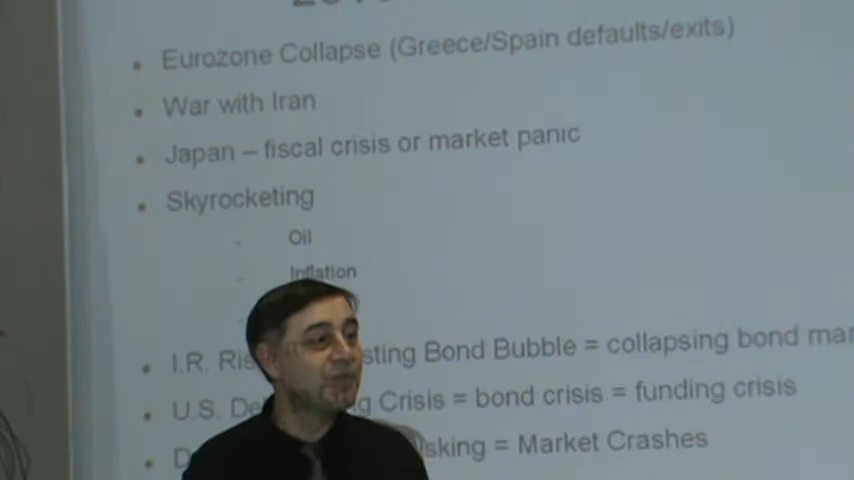 • Eurozone Collapse (Greece/Spain defaults/exits)
• War with Iran
• Japan – fiscal crisis or market panic
• Skyrocketing
- Oil
- Inflation
• I.R. Ris sting Bond Bubble = collapsing bond mar
• U.S. De g Crisis = bond crisis = funding crisis
• D sking = Market Crashes